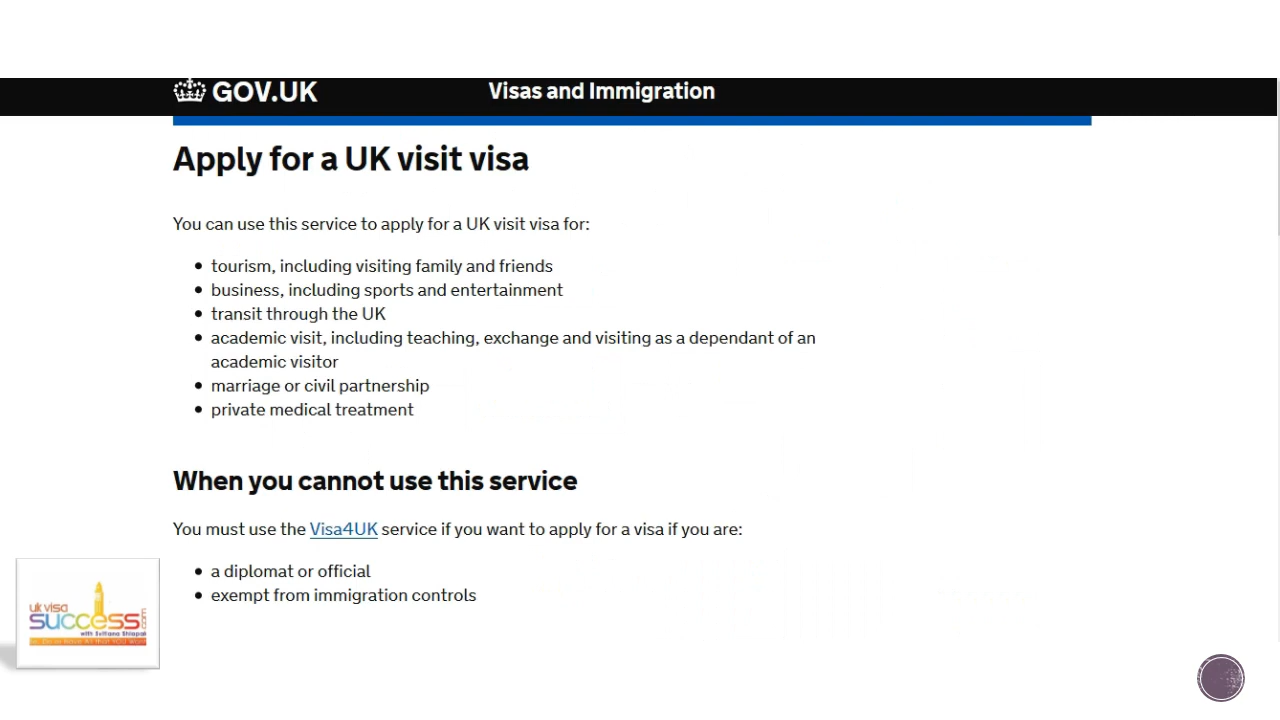 GOV.UK
Visas and Immigration
Apply for a UK visit visa
You can use this service to apply for a UK visit visa for:
• tourism, including visiting family and friends
• business, including sports and entertainment
• transit through the UK
• academic visit, including teaching, exchange and visiting as a dependant of an
academic visitor
• marriage or civil partnership
• private medical treatment
When you cannot use this service
You must use the Visa4UK service if you want to apply for a visa if you are:
• a diplomat or official
• exempt from immigration controls
uk visa
success.com
with Svitlana Shlapak